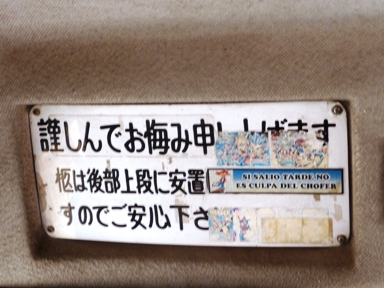 謹しんでお悔み申し上げます
柩は後部上段に安置
すのでご安心下さ
SI SALIO TARDE NO
ES CULPA DEL CHOFER